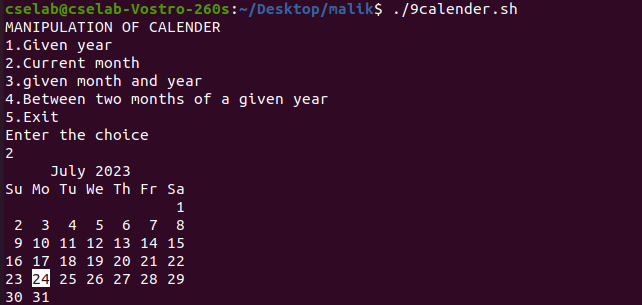 cselab@cselab-Vostro-260s:~/Desktop/malik$ ./9calender.sh
MANIPULATION OF CALENDER
1.Given year
2.Current month
3.given month and year
4.Between two months of a given year
5.Exit
Enter the choice
2
     July 2023
Su Mo Tu We Th Fr Sa
                   1
 2  3  4  5  6  7  8
 9 10 11 12 13 14 15
16 17 18 19 20 21 22
23 24 25 26 27 28 29
30 31